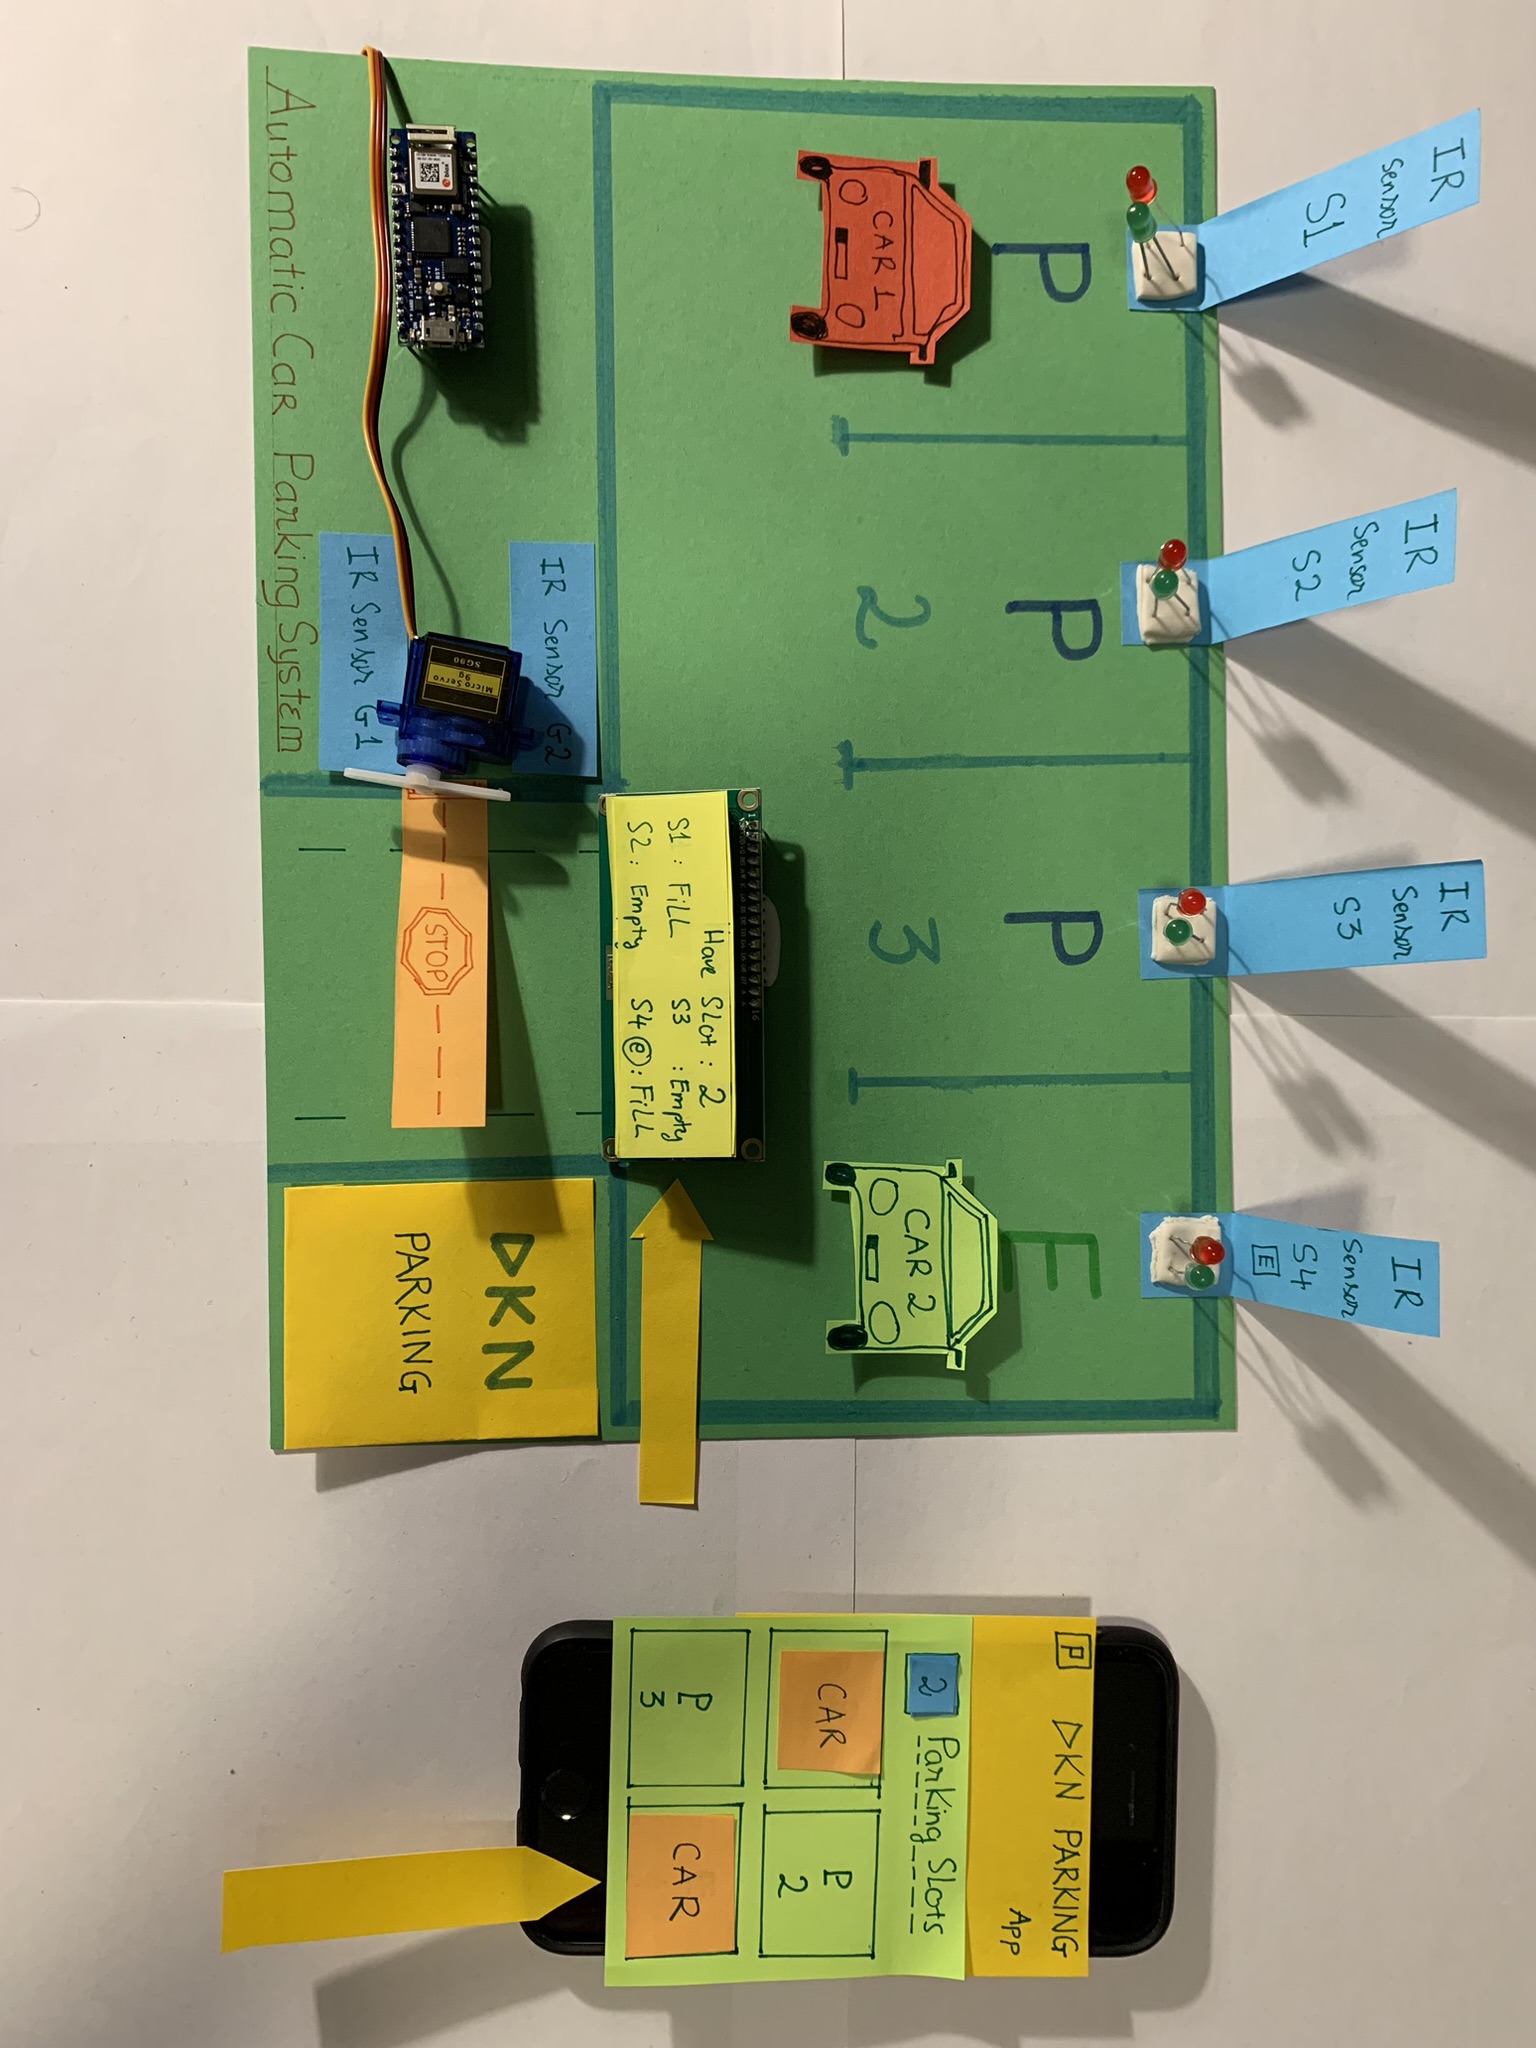 IR
Sensor
S1
IR
Sensor
S2
IR
Sensor
S3
IR
Sensor
S4
E
P
P
2
P
3
E
CAR 1
CAR 2
Have Slot : 2
S1 : Fill S3 : Empty
S2 : Empty S4 e : Fill
IR Sensor G2
IR Sensor G1
Micro Servo
9g
SG90
STOP
DKN
PARKING
Automatic Car Parking System
P DKN PARKING
App
2 Parking Slots
CAR
P
2
P
3
CAR